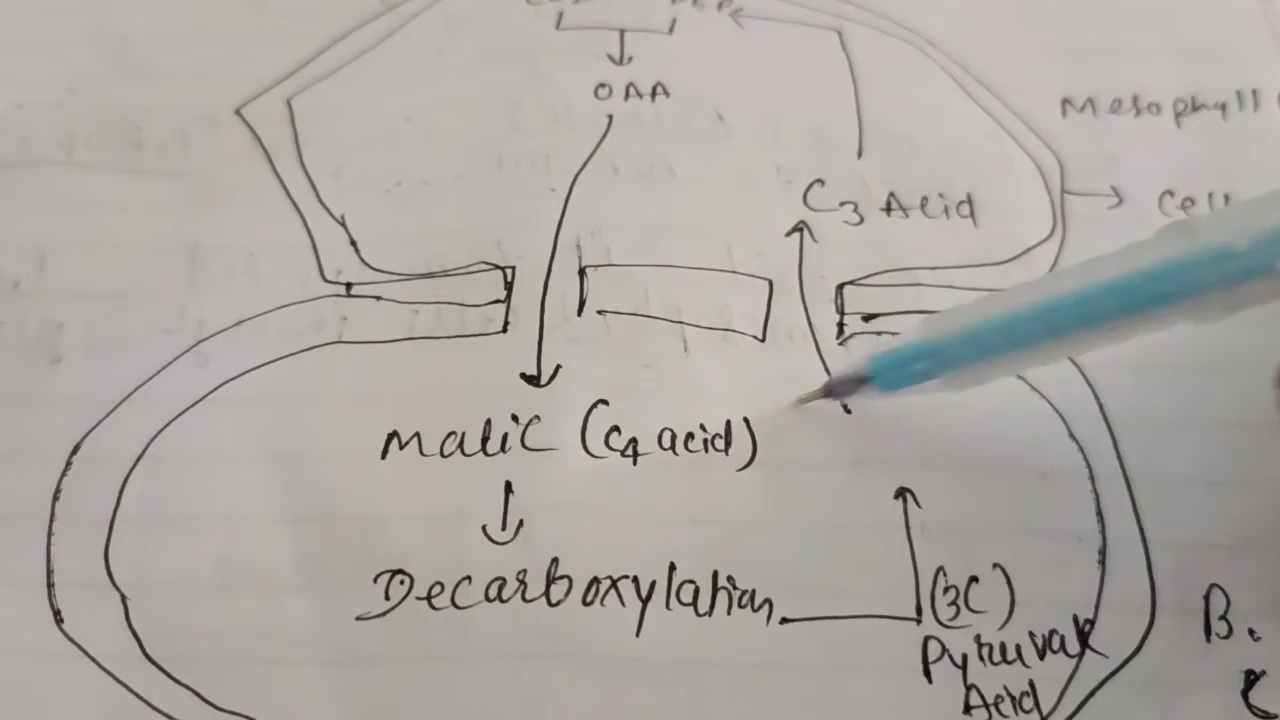 OAA
Mesophyll
Cell
C3 Acid
Malic (C4 acid)
Decarboxylation
(3C)
Pyruvak
Acid
B.